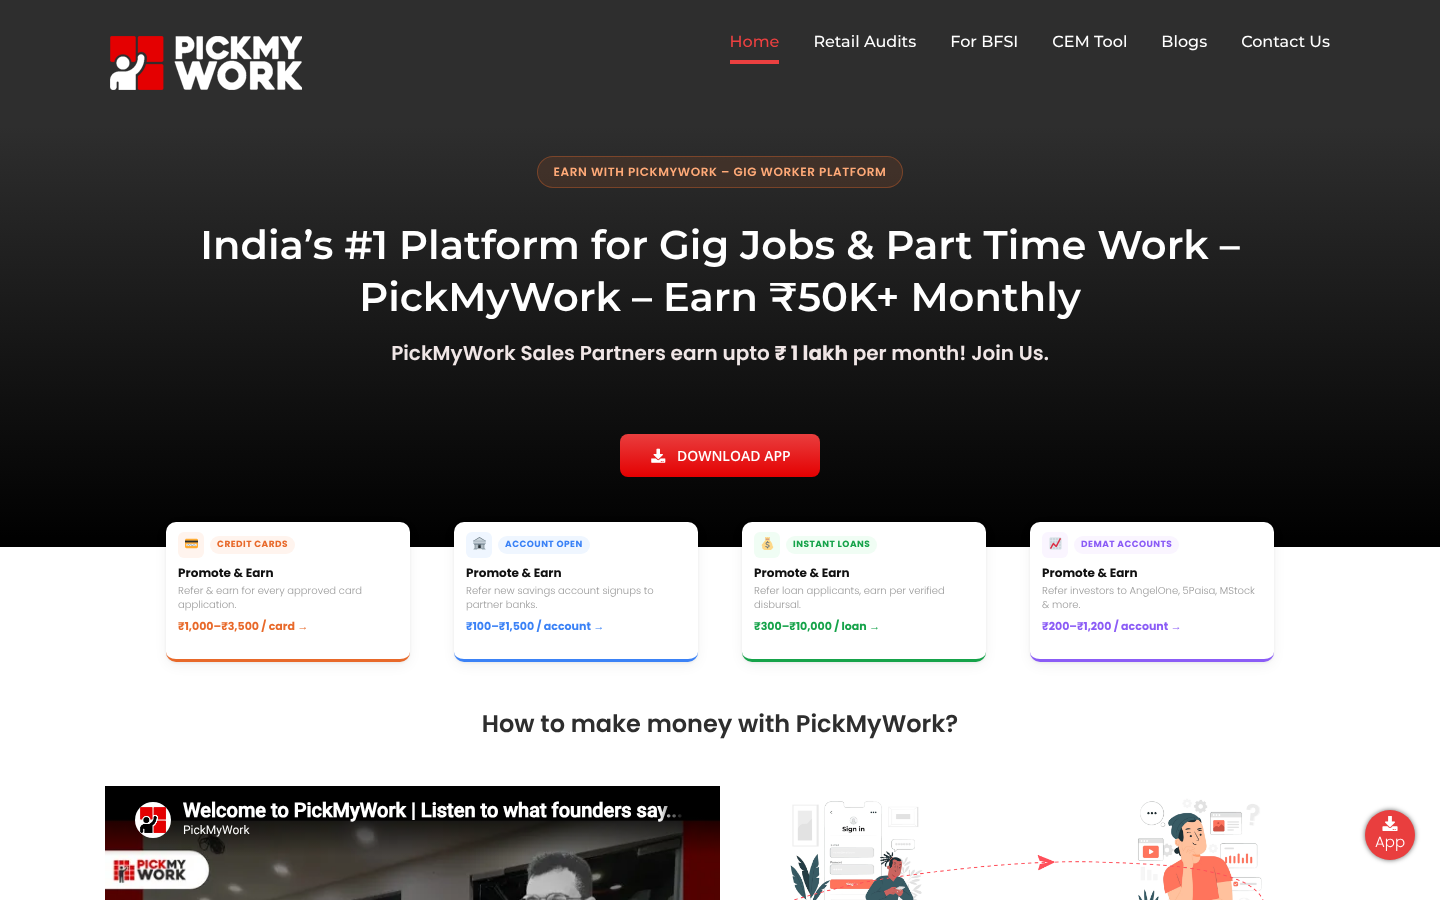 PICKMY
WORK
Home
Retail Audits
For BFSI
CEM Tool
Blogs
Contact Us
EARN WITH PICKMYWORK – GIG WORKER PLATFORM
India’s #1 Platform for Gig Jobs & Part Time Work –
PickMyWork – Earn ₹50K+ Monthly
PickMyWork Sales Partners earn upto ₹ 1 lakh per month! Join Us.
DOWNLOAD APP
CREDIT CARDS
Promote & Earn
Refer & earn for every approved card
application.
₹1,000–₹3,500 / card →
ACCOUNT OPEN
Promote & Earn
Refer new savings account signups to
partner banks.
₹100–₹1,500 / account →
INSTANT LOANS
Promote & Earn
Refer loan applicants, earn per verified
disbursal.
₹300–₹10,000 / loan →
DEMAT ACCOUNTS
Promote & Earn
Refer investors to AngelOne, 5Paisa, MStock
& more.
₹200–₹1,200 / account →
How to make money with PickMyWork?
Welcome to PickMyWork | Listen to what founders say...
PickMyWork
PICKMY
WORK
Sign in
App